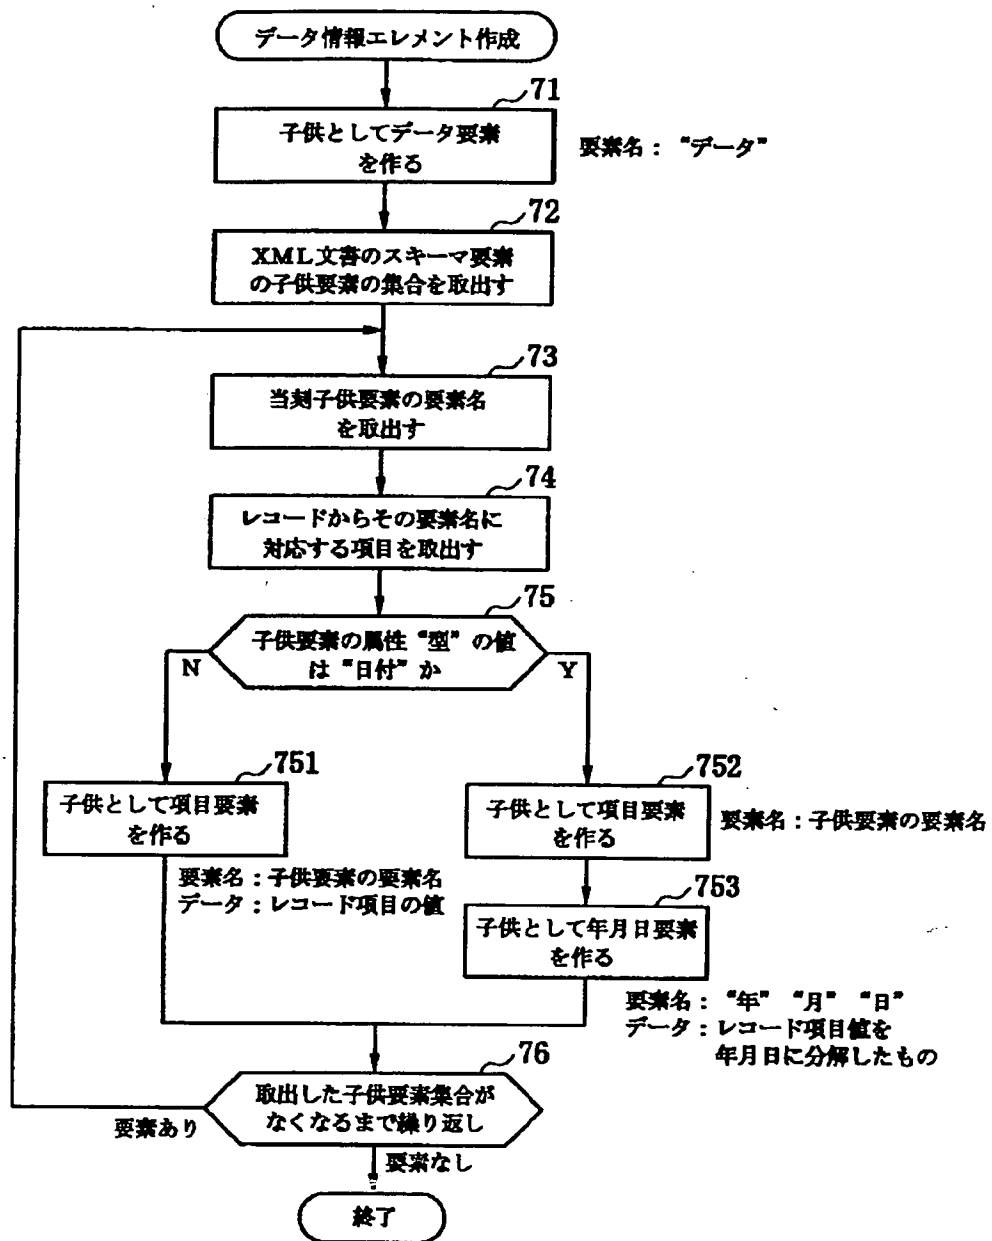 データ情報エレメント作成
71
子供としてデータ要素
を作る
要素名：“データ”
72
XML文書のスキーマ要素
の子供要素の集合を取出す
73
当刻子供要素の要素名
を取出す
74
レコードからその要素名に
対応する項目を取出す
75
子供要素の属性“型”の値
は“日付”か
N
Y
751
子供として項目要素
を作る
要素名：子供要素の要素名
データ：レコード項目の値
752
子供として項目要素
を作る
要素名：子供要素の要素名
753
子供として年月日要素
を作る
要素名：“年”“月”“日”
データ：レコード項目値を
年月日に分解したもの
76
取出した子供要素集合が
なくなるまで繰り返し
要素あり
要素なし
終了